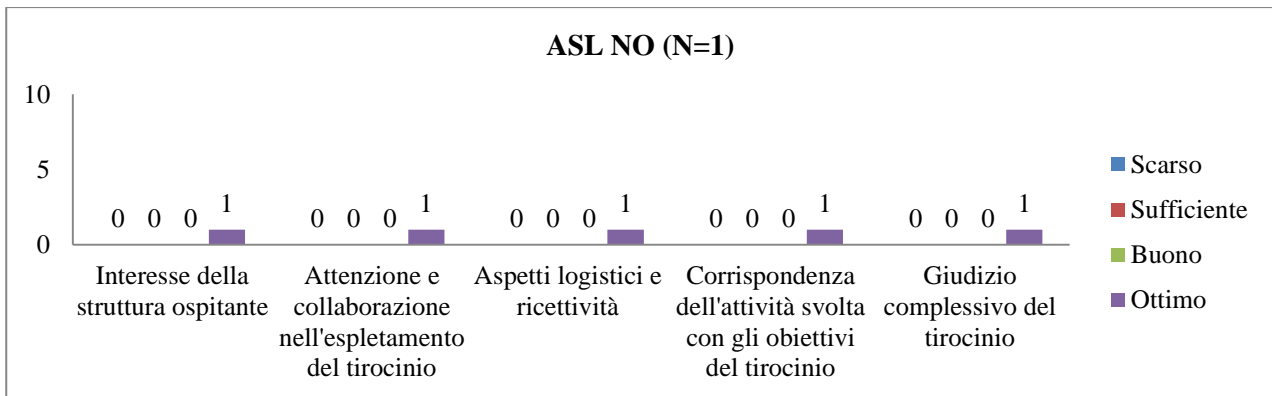 ASL NO (N=1)
10
5
0
0 0 0 1
0 0 0 1
0 0 0 1
0 0 0 1
0 0 0 1
Interesse della
struttura ospitante
Attenzione e
collaborazione
nell'espletamento
del tirocinio
Aspetti logistici e
ricettività
Corrispondenza
dell'attività svolta
con gli obiettivi
del tirocinio
Giudizio
complessivo del
tirocinio
Scarso
Sufficiente
Buono
Ottimo